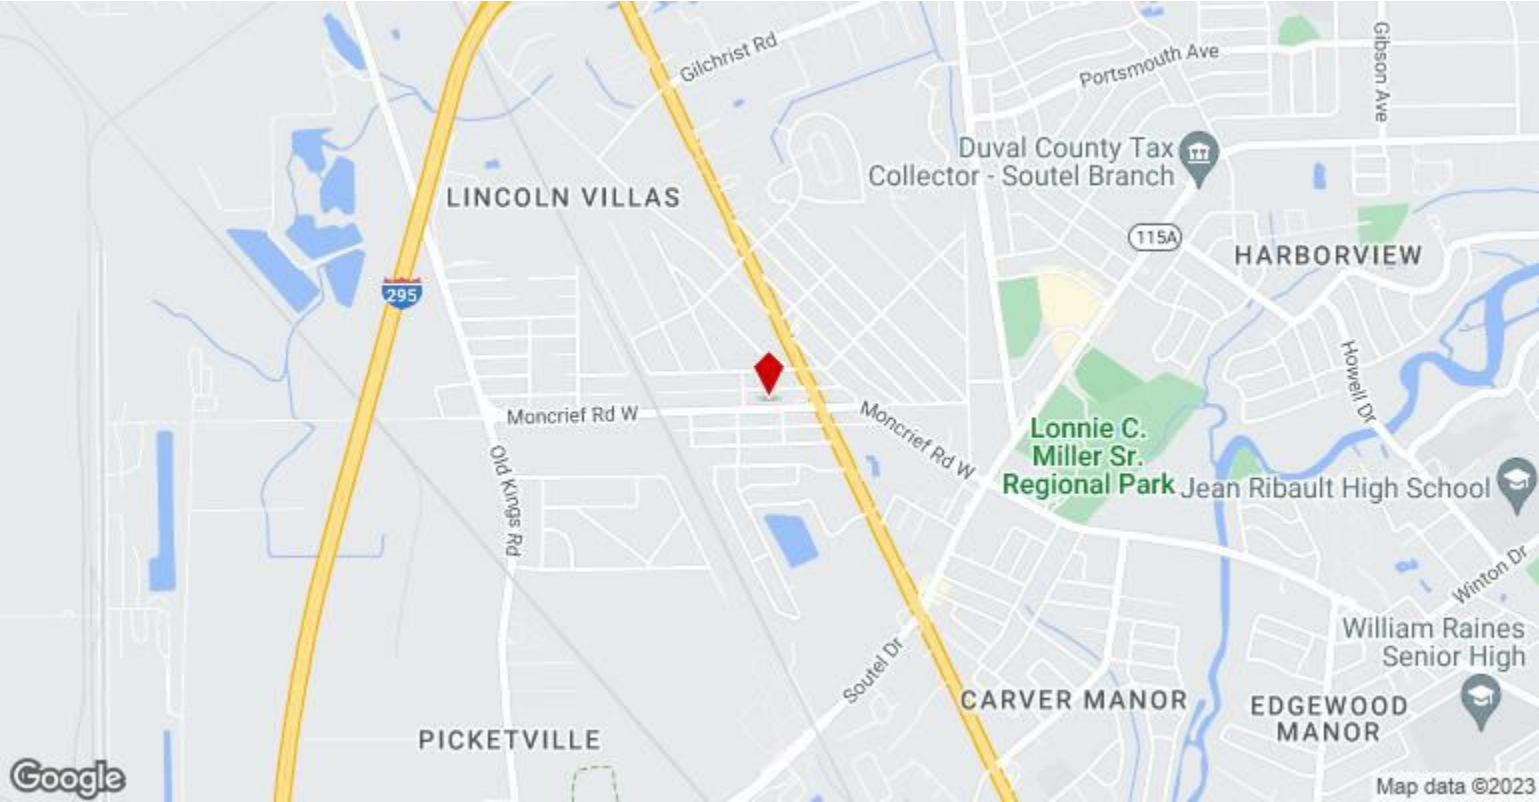 Gilchrist Rd
Portsmouth Ave
Gibson Ave
Duval County Tax
Collector - Soutel Branch
LINCOLN VILLAS
115A
HARBORVIEW
295
Howell Dr
Moncrief Rd W
Moncrief Rd W
Lonnie C.
Miller Sr.
Regional Park
Jean Ribault High School
Old Kings Rd
Winton Dr
William Raines
Senior High
Soutel Dr
CARVER MANOR
EDGEWOOD
MANOR
PICKETVILLE
Google
Map data ©2023